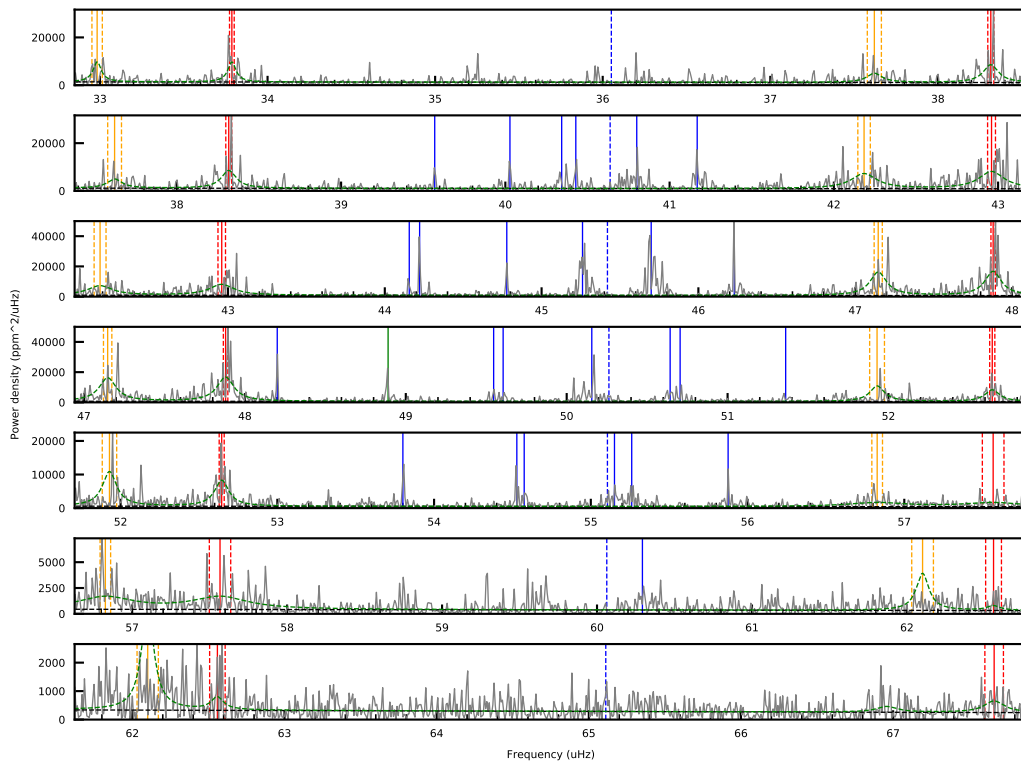 20000
0
33 34 35 36 37 38
20000
0
38 39 40 41 42 43
40000
20000
0
43 44 45 46 47 48
40000
20000
0
47 48 49 50 51 52
Power density (ppm^2/uHz)
20000
10000
0
52 53 54 55 56 57
5000
2500
0
57 58 59 60 61 62
2000
1000
0
62 63 64 65 66 67
Frequency (uHz)